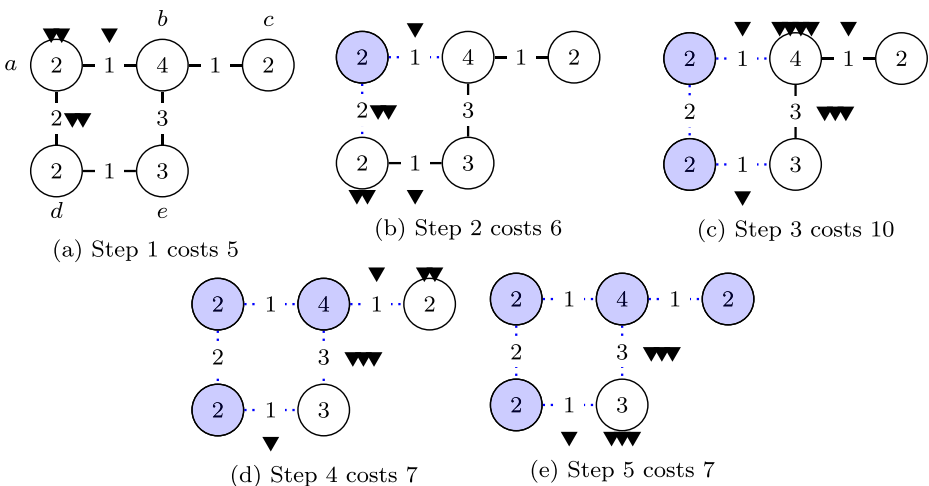 b c
a 2 1 4 1 2
2 3
2 1 3
d e
(a) Step 1 costs 5
2 1 4 1 2
2 3
2 1 3
(b) Step 2 costs 6
2 1 4 1 2
2 3
2 1 3
(c) Step 3 costs 10
2 1 4 1 2
2 3
2 1 3
(d) Step 4 costs 7
2 1 4 1 2
2 3
2 1 3
(e) Step 5 costs 7